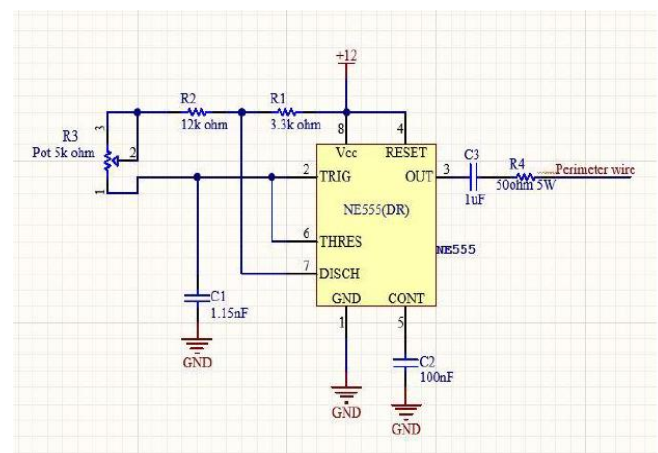 +12
R2
R1
12k ohm
3.3k ohm
R3
Pot 5k ohm
3
2
1
8
4
Vcc
RESET
2
TRIG
OUT
3
C3
1uF
R4
50ohm 5W
Perimeter wire
NE555(DR)
6
THRES
NE555
7
DISCH
GND
CONT
1
5
C1
1.15nF
GND
C2
100nF
GND
GND